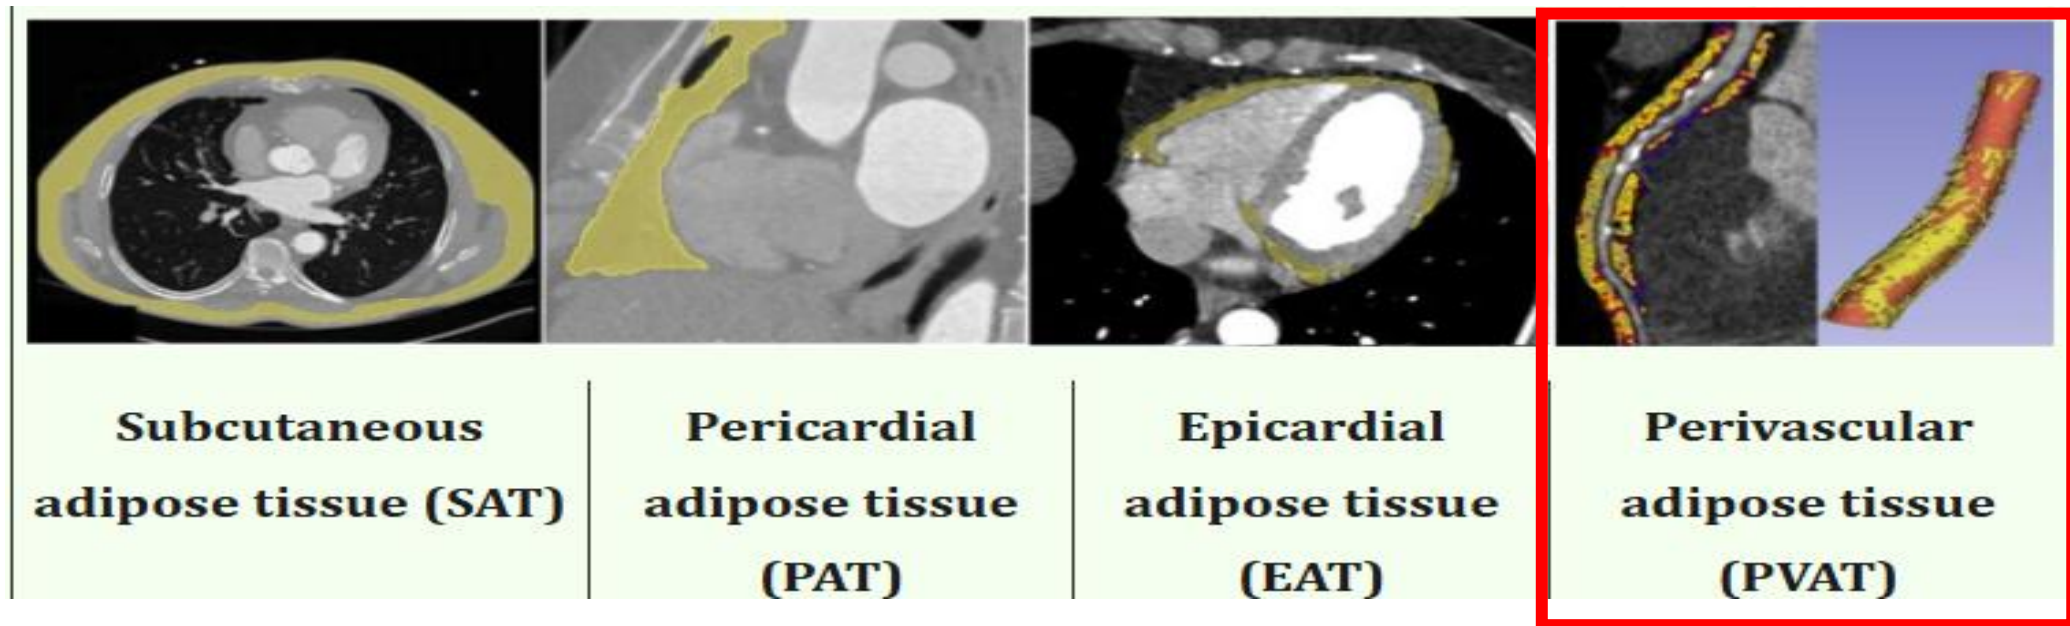 Subcutaneous
adipose tissue (SAT)
Pericardial
adipose tissue
(PAT)
Epicardial
adipose tissue
(EAT)
Perivascular
adipose tissue
(PVAT)